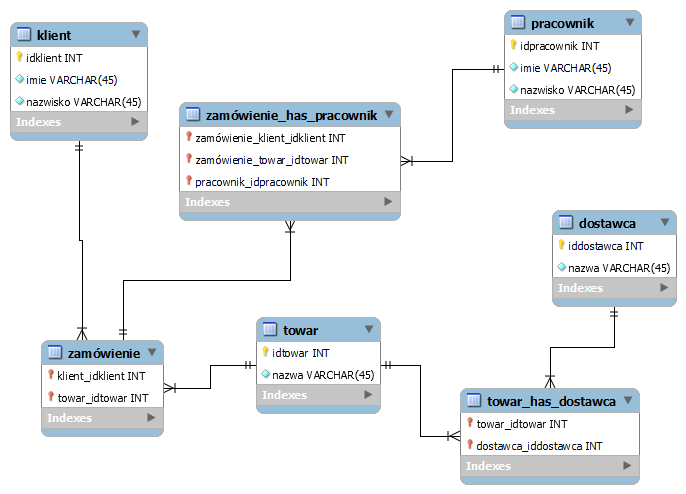 klient
idklient INT
imie VARCHAR(45)
nazwisko VARCHAR(45)
Indexes
pracownik
idpracownik INT
imie VARCHAR(45)
nazwisko VARCHAR(45)
Indexes
zamówienie_has_pracownik
zamówienie_klient_idklient INT
zamówienie_towar_idtowar INT
pracownik_idpracownik INT
Indexes
dostawca
iddostawca INT
nazwa VARCHAR(45)
Indexes
zamówienie
klient_idklient INT
towar_idtowar INT
Indexes
towar
idtowar INT
nazwa VARCHAR(45)
Indexes
towar_has_dostawca
towar_idtowar INT
dostawca_iddostawca INT
Indexes